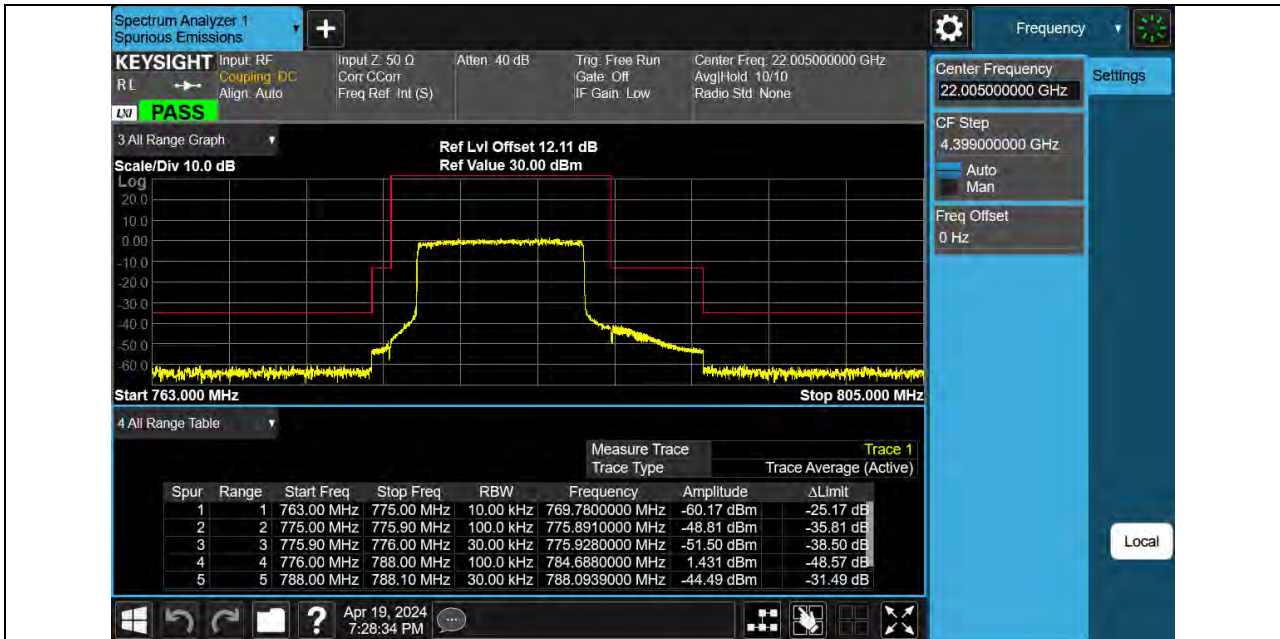 Spectrum Analyzer 1
Spurious Emissions
Frequency
KEYSIGHT Input: RF Input Z: 50 Ω Atten: 40 dB Trig: Free Run Center Freq: 22.005000000 GHz
RL Coupling: DC Corr CCorr Gate: Off Avg|Hold: 10/10
Align: Auto Freq Ref: Int (S) IF Gain: Low Radio Std: None
LXI PASS
Center Frequency
22.005000000 GHz
Settings
CF Step
4.399000000 GHz
Auto
Man
Freq Offset
0 Hz
3 All Range Graph
Ref Lvl Offset 12.11 dB
Scale/Div 10.0 dB Ref Value 30.00 dBm
Log
20.0
10.0
0.00
-10.0
-20.0
-30.0
-40.0
-50.0
-60.0
Start 763.000 MHz Stop 805.000 MHz
4 All Range Table
Measure Trace Trace 1
Trace Type Trace Average (Active)
Spur Range Start Freq Stop Freq RBW Frequency Amplitude ΔLimit
1 1 763.00 MHz 775.00 MHz 10.00 kHz 769.7800000 MHz -60.17 dBm -25.17 dB
2 2 775.00 MHz 775.90 MHz 100.0 kHz 775.8910000 MHz -48.81 dBm -35.81 dB
3 3 775.90 MHz 776.00 MHz 30.00 kHz 775.9280000 MHz -51.50 dBm -38.50 dB
4 4 776.00 MHz 788.00 MHz 100.0 kHz 784.6880000 MHz 1.431 dBm -48.57 dB
5 5 788.00 MHz 788.10 MHz 30.00 kHz 788.0939000 MHz -44.49 dBm -31.49 dB
Local
Apr 19, 2024
7:28:34 PM